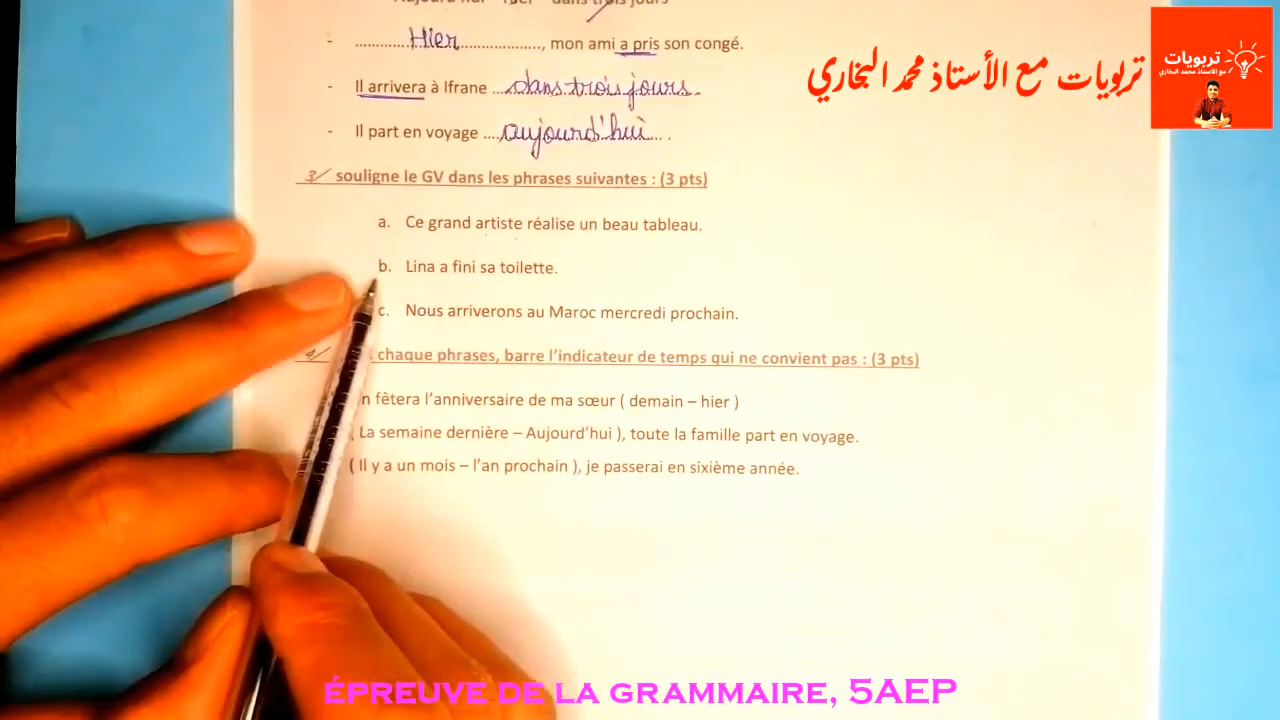 - Hier, mon ami a pris son congé.
- Il arrivera à Ifrane dans trois jours.
- Il part en voyage aujourd'hui.
3/ souligne le GV dans les phrases suivantes : (3 pts)
a. Ce grand artiste réalise un beau tableau.
b. Lina a fini sa toilette.
c. Nous arriverons au Maroc mercredi prochain.
4/ chaque phrases, barre l'indicateur de temps qui ne convient pas : (3 pts)
n fêtera l'anniversaire de ma sœur ( demain – hier )
( La semaine dernière – Aujourd'hui ), toute la famille part en voyage.
( Il y a un mois – l'an prochain ), je passerai en sixième année.
تربويات مع الأستاذ محمد البخاري
تربويات
مع الأستاذ محمد البخاري
ÉPREUVE DE LA GRAMMAIRE, 5AEP